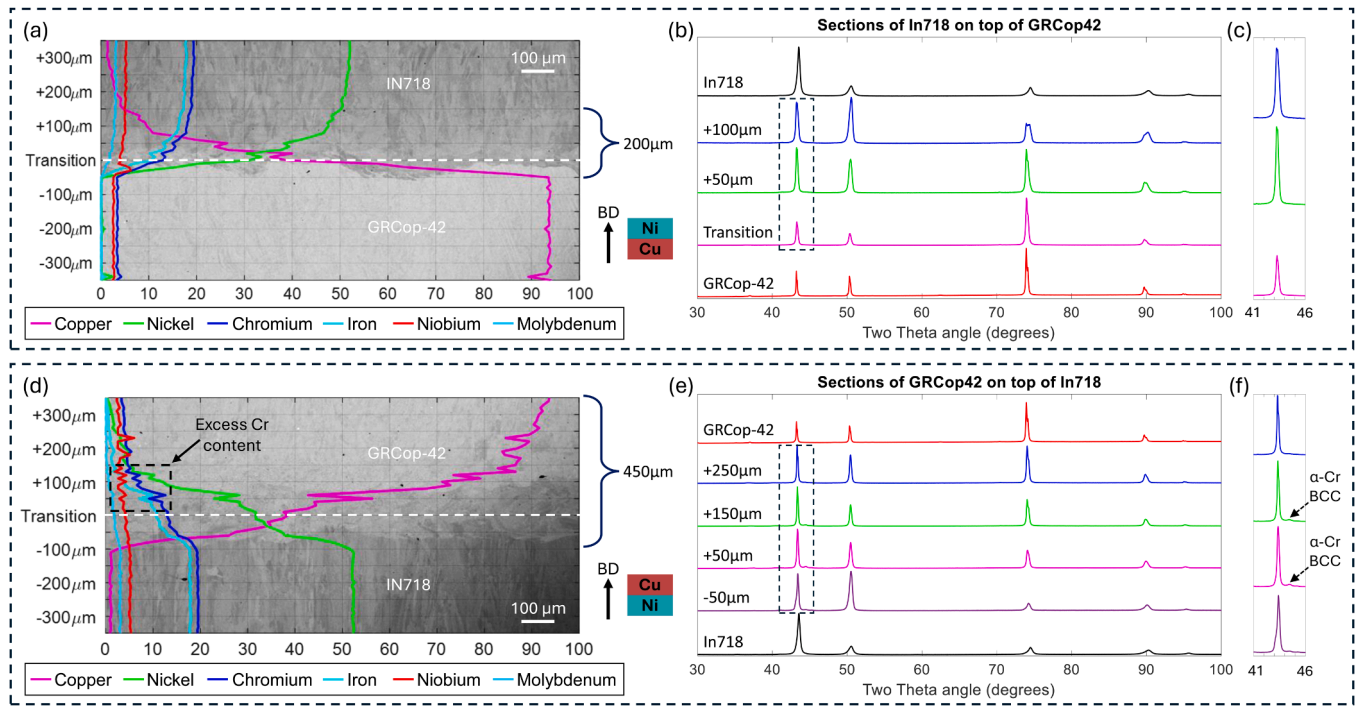 (a)
+300μm
+200μm
+100μm
Transition
-100μm
-200μm
-300μm
0 10 20 30 40 50 60 70 80 90 100
100 μm
IN718
GRCop-42
200μm
BD
Ni
Cu
Copper Nickel Chromium Iron Niobium Molybdenum
(b)
Sections of In718 on top of GRCop42
In718
+100μm
+50μm
Transition
GRCop-42
30 40 50 60 70 80 90 100
Two Theta angle (degrees)
(c)
41 46
(d)
+300μm
+200μm
+100μm
Transition
-100μm
-200μm
-300μm
0 10 20 30 40 50 60 70 80 90 100
Excess Cr
content
GRCop-42
IN718
100 μm
450μm
BD
Cu
Ni
Copper Nickel Chromium Iron Niobium Molybdenum
(e)
Sections of GRCop42 on top of In718
GRCop-42
+250μm
+150μm
+50μm
-50μm
In718
30 40 50 60 70 80 90 100
Two Theta angle (degrees)
(f)
α-Cr
BCC
α-Cr
BCC
41 46